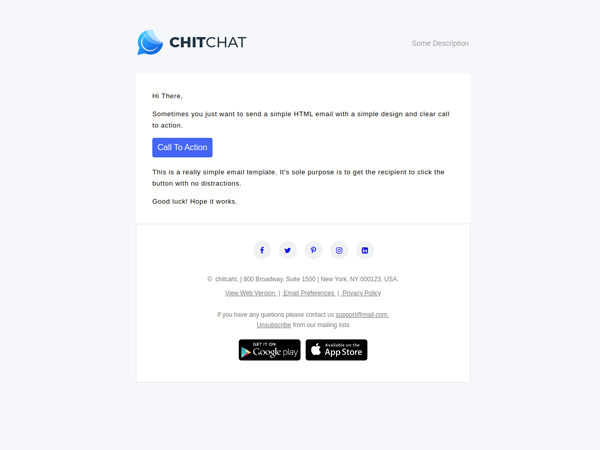 CHITCHAT
Some Description
Hi There,
Sometimes you just want to send a simple HTML email with a simple design and clear call
to action.
Call To Action
This is a really simple email template. It's sole purpose is to get the recipient to click the
button with no distractions.
Good luck! Hope it works.
© chitcaht. | 800 Broadway, Suite 1500 | New York, NY 000123, USA.
View Web Version | Email Preferences | Privacy Policy
If you have any quetions please contact us support@mail.com.
Unsubscribe from our mailing lists
GET IT ON
Google play
Available on the
App Store